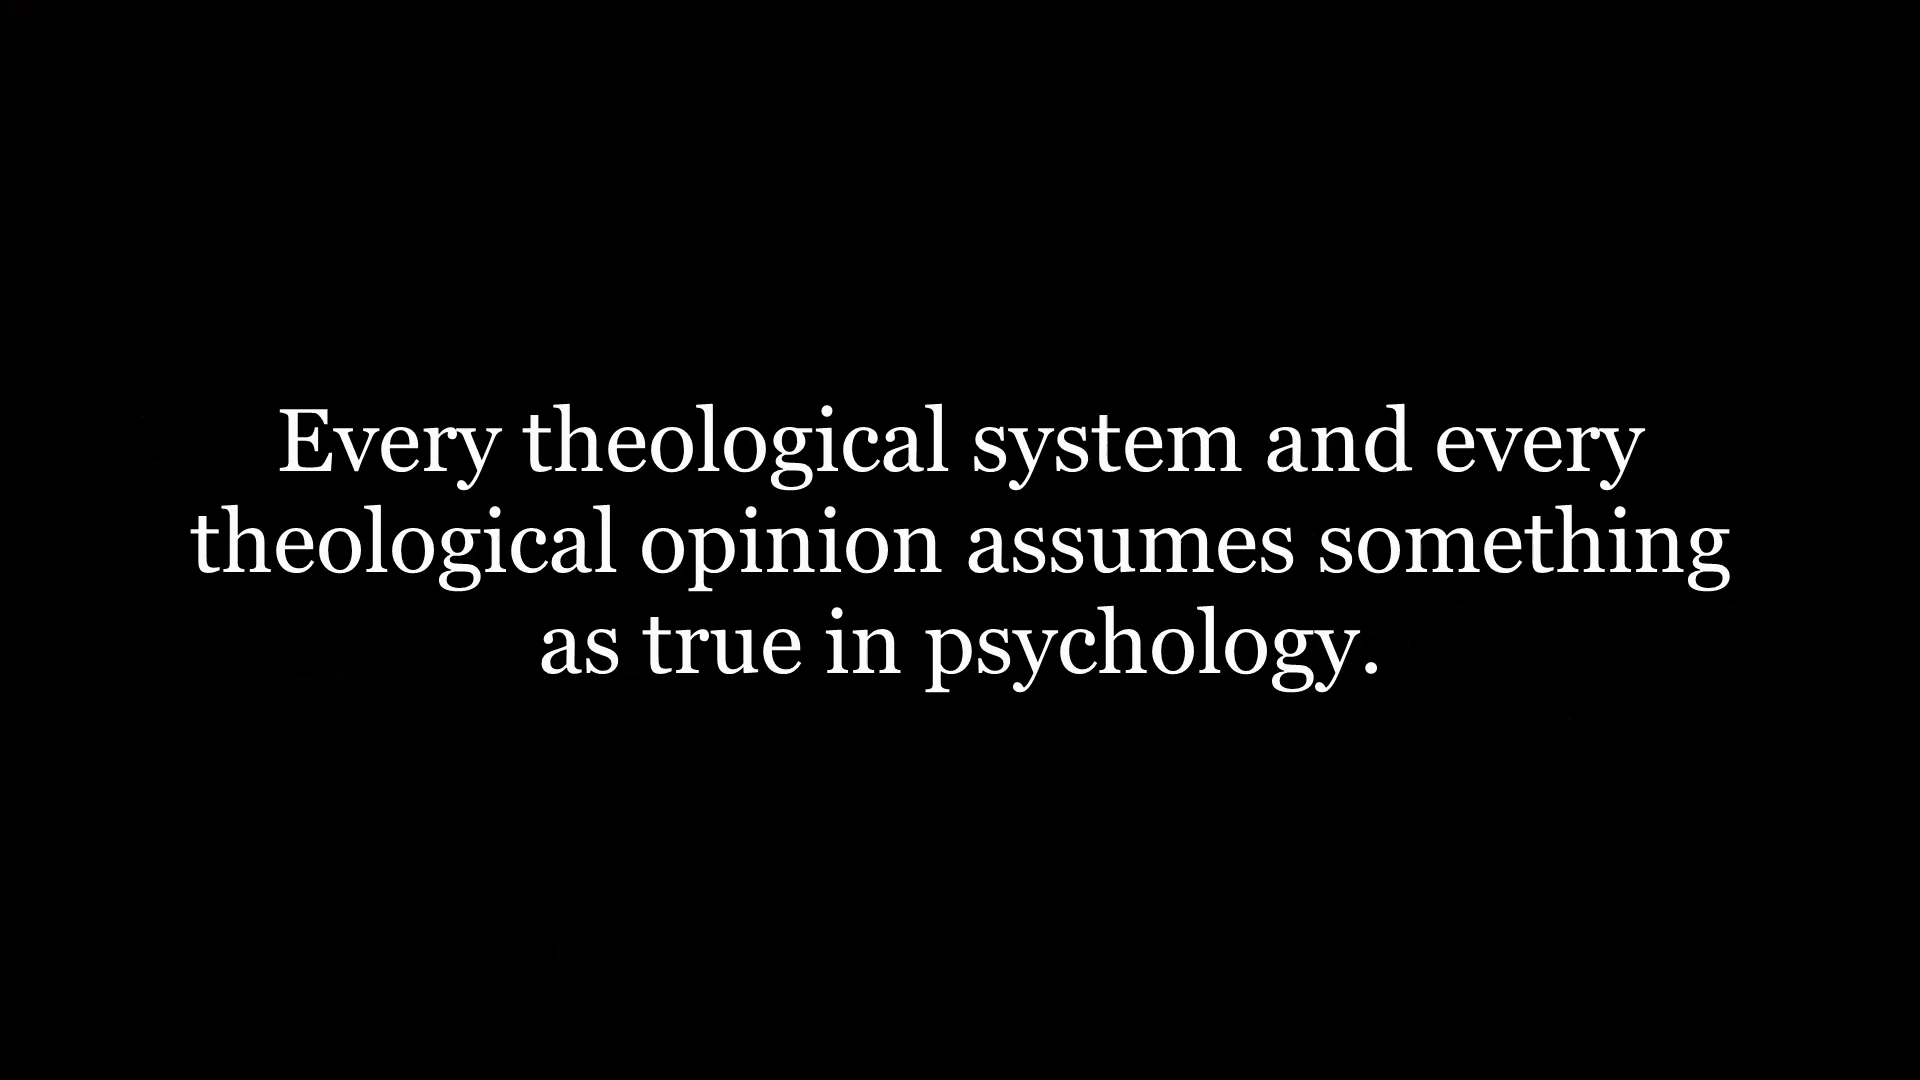 Every theological system and every
theological opinion assumes something
as true in psychology.